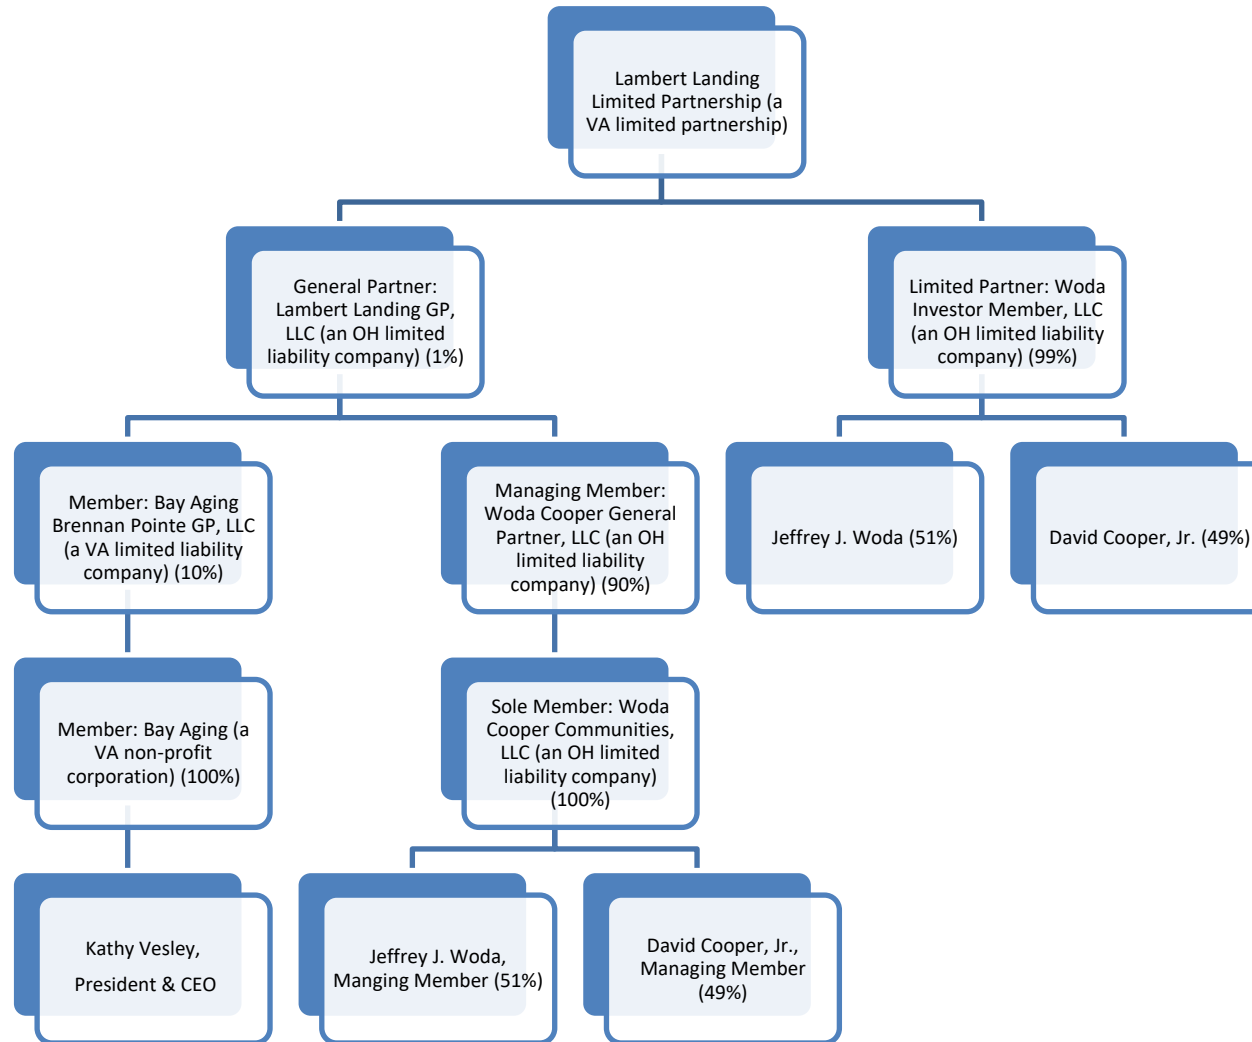 Lambert Landing
Limited Partnership (a
VA limited partnership)
General Partner:
Lambert Landing GP,
LLC (an OH limited
liability company) (1%)
Limited Partner: Woda
Investor Member, LLC
(an OH limited liability
company) (99%)
Member: Bay Aging
Brennan Pointe GP, LLC
(a VA limited liability
company) (10%)
Managing Member:
Woda Cooper General
Partner, LLC (an OH
limited liability
company) (90%)
Jeffrey J. Woda (51%)
David Cooper, Jr. (49%)
Member: Bay Aging (a
VA non-profit
corporation) (100%)
Sole Member: Woda
Cooper Communities,
LLC (an OH limited
liability company)
(100%)
Kathy Vesley,
President & CEO
Jeffrey J. Woda,
Manging Member (51%)
David Cooper, Jr.,
Managing Member
(49%)